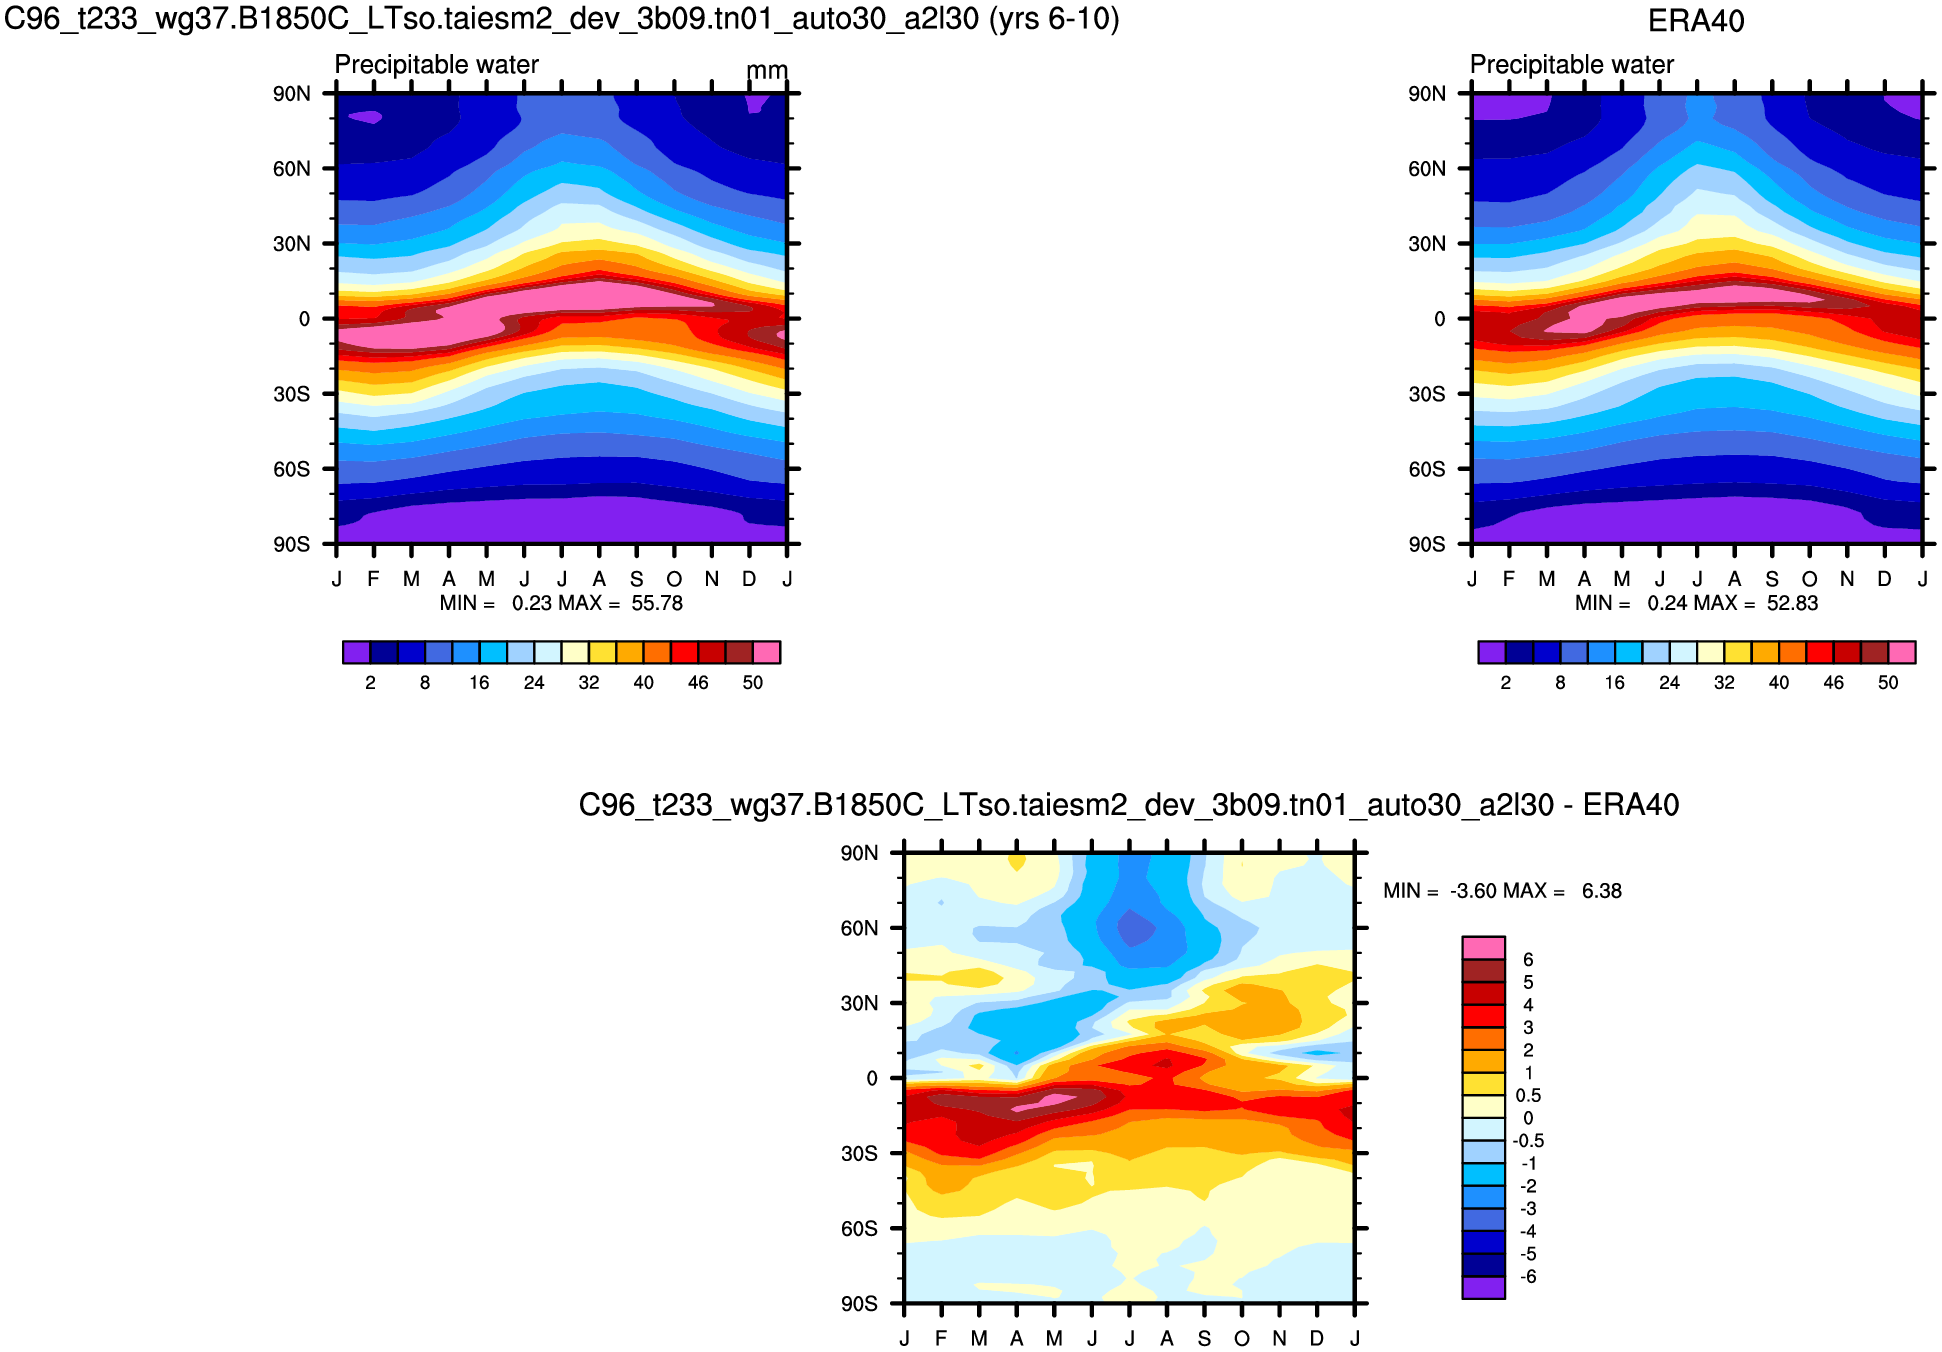 C96_t233_wg37.B1850C_LTso.taiesm2_dev_3b09.tn01_auto30_a2l30 (yrs 6-10)
Precipitable water mm
90N
60N
30N
0
30S
60S
90S
J F M A M J J A S O N D J
MIN = 0.23 MAX = 55.78
2 8 16 24 32 40 46 50
ERA40
Precipitable water
90N
60N
30N
0
30S
60S
90S
J F M A M J J A S O N D J
MIN = 0.24 MAX = 52.83
2 8 16 24 32 40 46 50
C96_t233_wg37.B1850C_LTso.taiesm2_dev_3b09.tn01_auto30_a2l30 - ERA40
90N
60N
30N
0
30S
60S
90S
J F M A M J J A S O N D J
MIN = -3.60 MAX = 6.38
6
5
4
3
2
1
0.5
0
-0.5
-1
-2
-3
-4
-5
-6